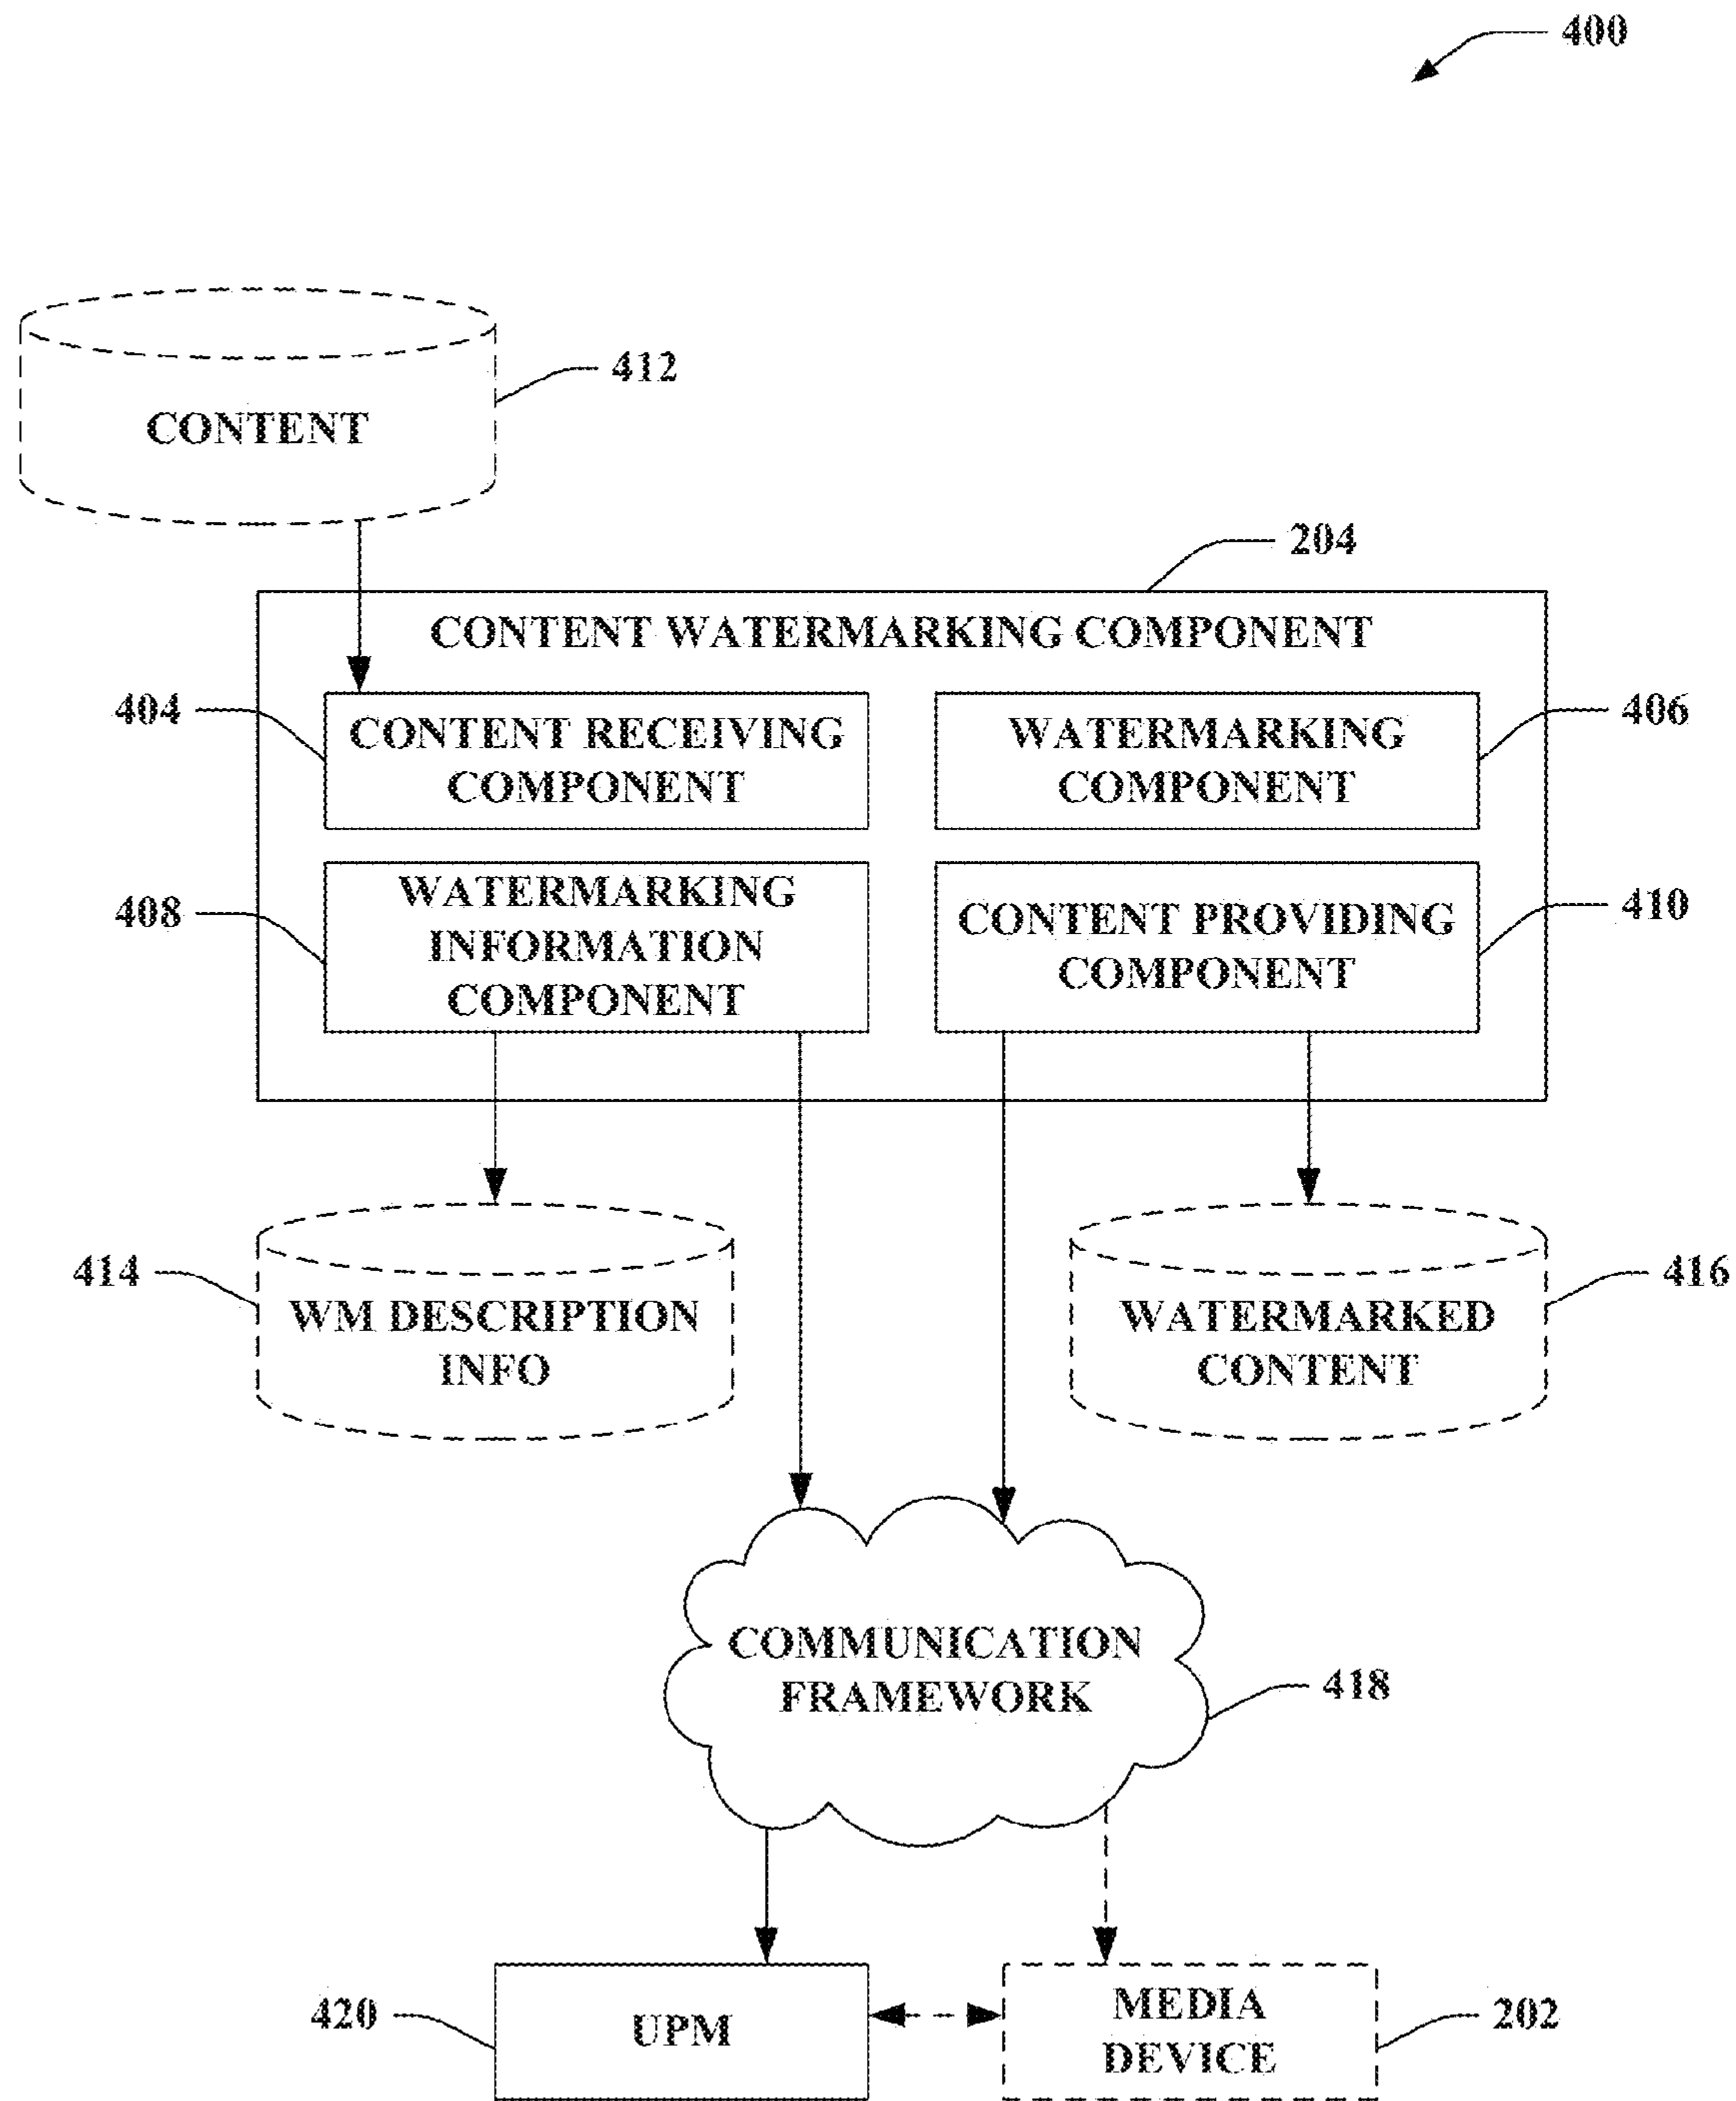 400
412
CONTENT
204
CONTENT WATERMARKING COMPONENT
404
CONTENT RECEIVING
COMPONENT
WATERMARKING
COMPONENT
406
408
WATERMARKING
INFORMATION
COMPONENT
CONTENT PROVIDING
COMPONENT
410
414
WM DESCRIPTION
INFO
WATERMARKED
CONTENT
416
COMMUNICATION
FRAMEWORK
418
420
UPM
MEDIA
DEVICE
202